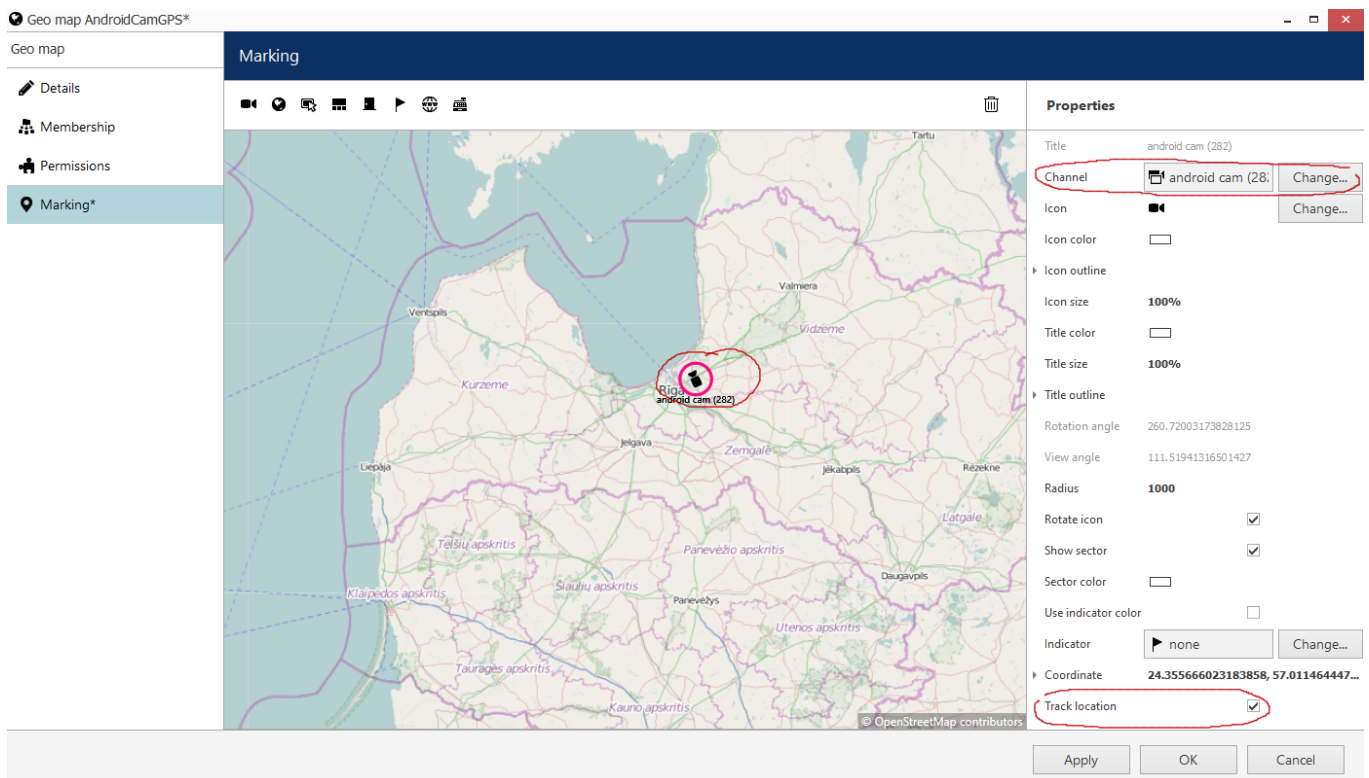 Geo map AndroidCamGPS*
Geo map
Marking
Details
Membership
Permissions
Marking*
Tartu
Valmiera
Ventspils
Vidzeme
Kurzeme
Rīga
android cam (282)
Jelgava
Zemgale
Liepāja
Jēkabpils
Rēzekne
Latgale
Telšių apskritis
Panevėžio apskritis
Daugavpils
Šiaulių apskritis
Klaipėdos apskritis
Panevėžys
Utenos apskritis
Tauragės apskritis
Kauno apskritis
© OpenStreetMap contributors
Properties
Title android cam (282)
Channel android cam (28: Change...
Icon Change...
Icon color
Icon outline
Icon size 100%
Title color
Title size 100%
Title outline
Rotation angle 260.72003173828125
View angle 111.51941316501427
Radius 1000
Rotate icon
Show sector
Sector color
Use indicator color
Indicator none Change...
Coordinate 24.355666023183858, 57.011464447...
Track location
Apply OK Cancel